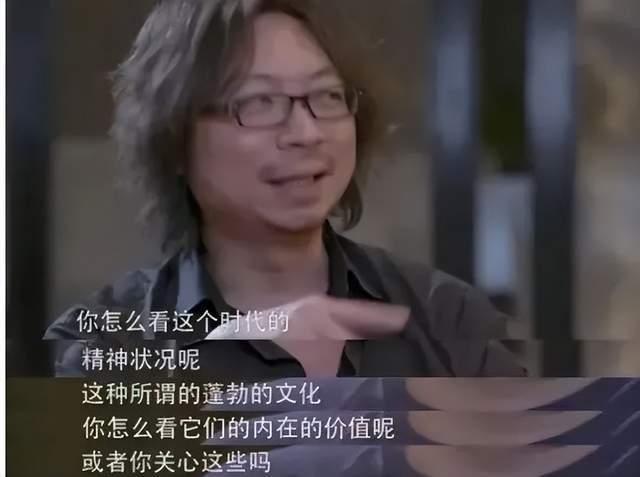 你怎么看这个时代的
精神状况呢
这种所谓的蓬勃的文化
你怎么看它们的内在的价值呢
或者你关心这些吗